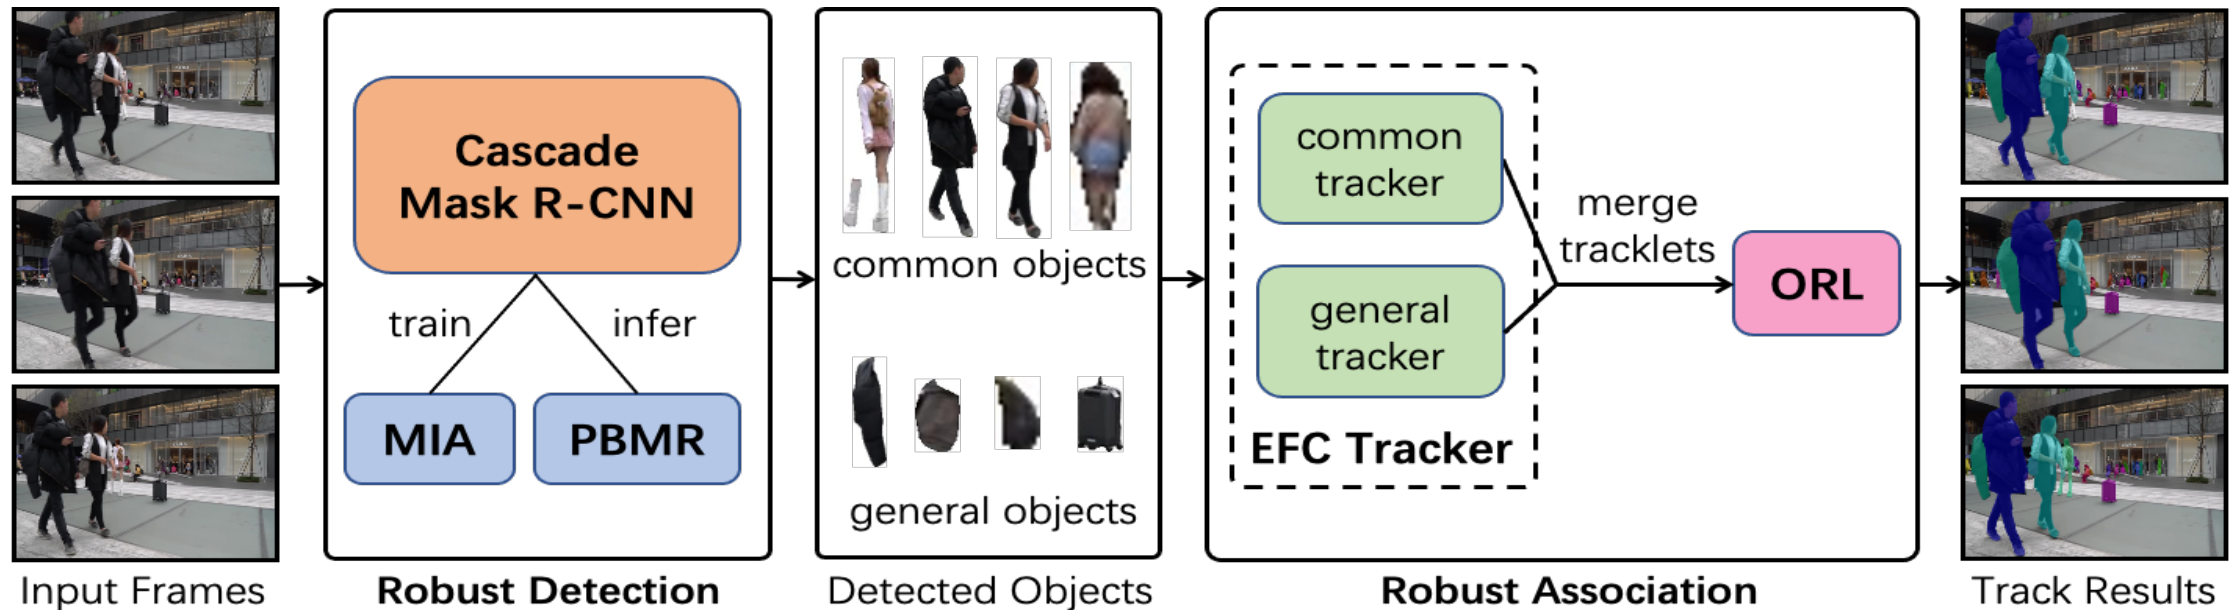 Cascade
Mask R-CNN
train
infer
MIA
PBMR
common objects
general objects
common
tracker
general
tracker
EFC Tracker
merge
tracklets
ORL
Input Frames
Robust Detection
Detected Objects
Robust Association
Track Results